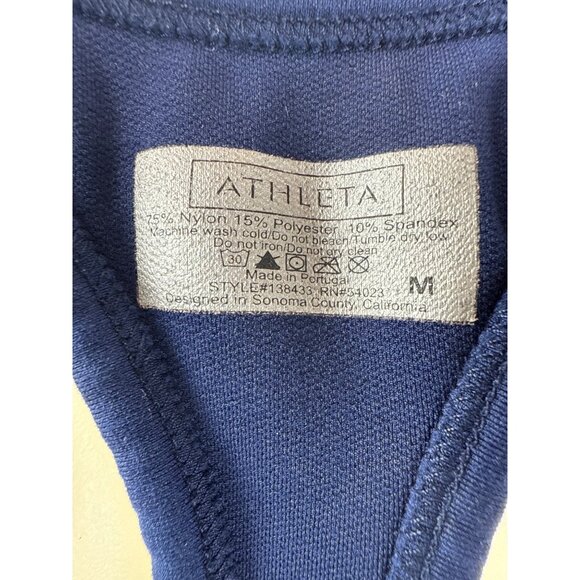 ATHLETA
75% Nylon 15% Polyester 10% Spandex
Machine wash cold/Do not bleach/Tumble dry low
Do not iron/Do not dry clean
30
Made in Portugal
STYLE#138433 RN#54023 M
Designed in Sonoma County, California